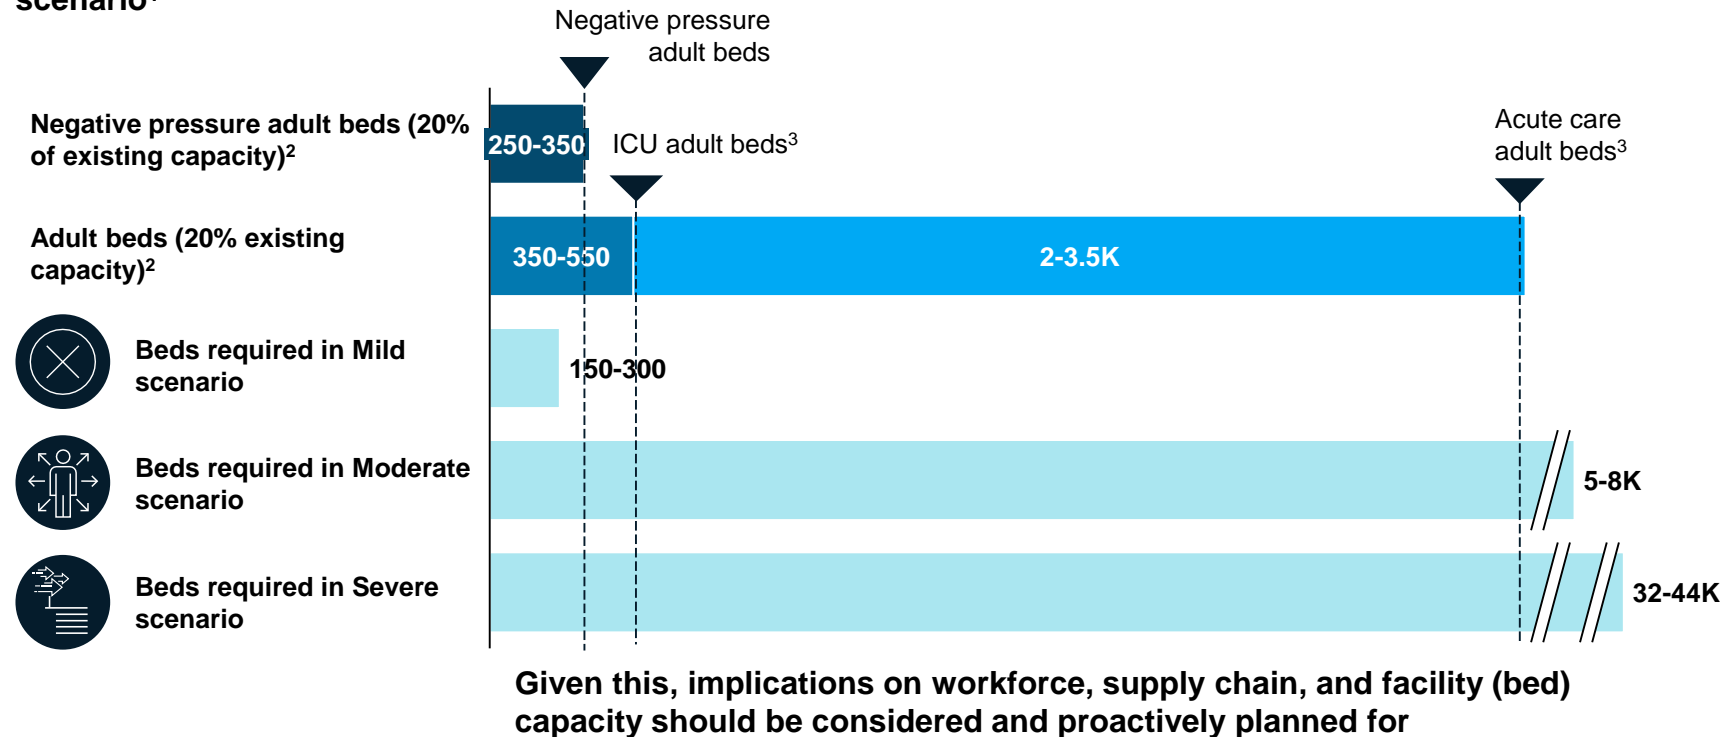 scenario
Negative pressure
adult beds
Negative pressure adult beds (20%
of existing capacity)2
250-350
ICU adult beds3
Acute care
adult beds3
Adult beds (20% existing
capacity)2
350-550
2-3.5K
Beds required in Mild
scenario
150-300
Beds required in Moderate
scenario
5-8K
Beds required in Severe
scenario
32-44K
Given this, implications on workforce, supply chain, and facility (bed)
capacity should be considered and proactively planned for